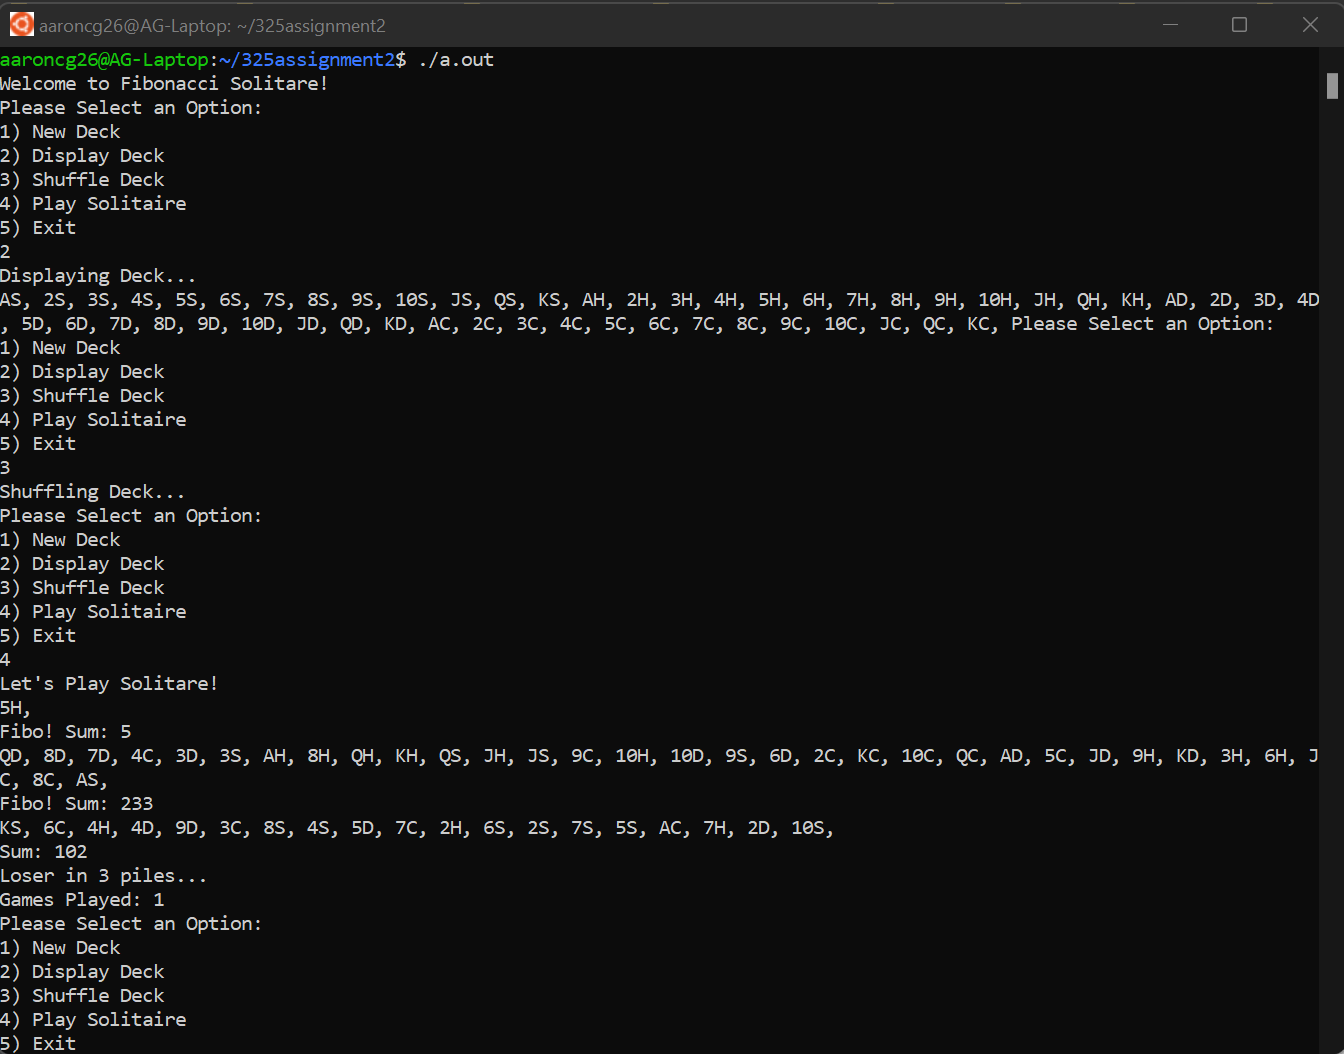 aaroncg26@AG-Laptop: ~/325assignment2
aaroncg26@AG-Laptop:~/325assignment2$ ./a.out
Welcome to Fibonacci Solitare!
Please Select an Option:
1) New Deck
2) Display Deck
3) Shuffle Deck
4) Play Solitaire
5) Exit
2
Displaying Deck...
AS, 2S, 3S, 4S, 5S, 6S, 7S, 8S, 9S, 10S, JS, QS, KS, AH, 2H, 3H, 4H, 5H, 6H, 7H, 8H, 9H, 10H, JH, QH, KH, AD, 2D, 3D, 4D
, 5D, 6D, 7D, 8D, 9D, 10D, JD, QD, KD, AC, 2C, 3C, 4C, 5C, 6C, 7C, 8C, 9C, 10C, JC, QC, KC, Please Select an Option:
1) New Deck
2) Display Deck
3) Shuffle Deck
4) Play Solitaire
5) Exit
3
Shuffling Deck...
Please Select an Option:
1) New Deck
2) Display Deck
3) Shuffle Deck
4) Play Solitaire
5) Exit
4
Let's Play Solitare!
5H,
Fibo! Sum: 5
QD, 8D, 7D, 4C, 3D, 3S, AH, 8H, QH, KH, QS, JH, JS, 9C, 10H, 10D, 9S, 6D, 2C, KC, 10C, QC, AD, 5C, JD, 9H, KD, 3H, 6H, J
C, 8C, AS,
Fibo! Sum: 233
KS, 6C, 4H, 4D, 9D, 3C, 8S, 4S, 5D, 7C, 2H, 6S, 2S, 7S, 5S, AC, 7H, 2D, 10S,
Sum: 102
Loser in 3 piles...
Games Played: 1
Please Select an Option:
1) New Deck
2) Display Deck
3) Shuffle Deck
4) Play Solitaire
5) Exit